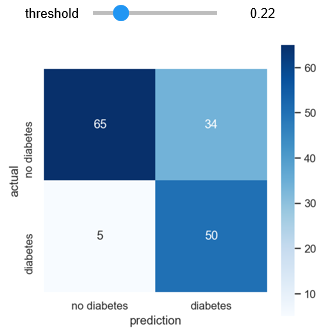 threshold 0.22
60
50
40
30
20
10
actual
no diabetes
diabetes
65 34
5 50
no diabetes diabetes
prediction